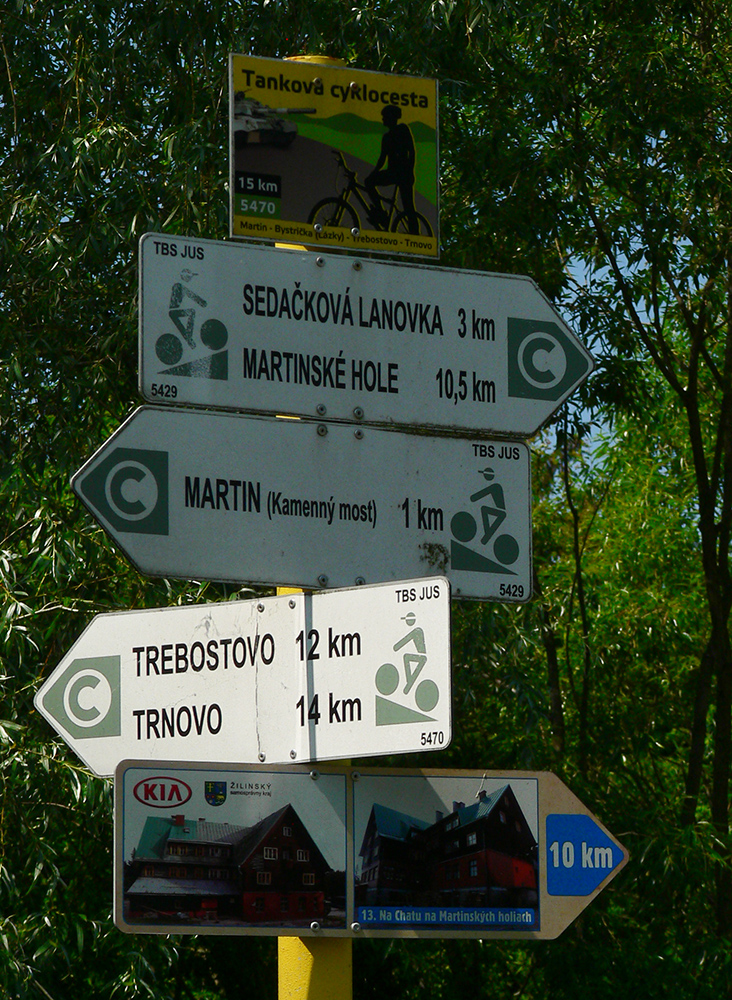 Tanková cyklocesta
15 km
5470
Martin - Bystrička (Lázky) - Trebostovo - Trnovo
TBS JUS
SEDAČKOVÁ LANOVKA 3 km
MARTINSKÉ HOLE 10,5 km
C
5429
TBS JUS
C
MARTIN (Kamenný most) 1 km
5429
TBS JUS
TREBOSTOVO 12 km
C
TRNOVO 14 km
5470
KIA
ŽILINSKÝ
samosprávny kraj
10 km
13. Na Chatu na Martinských holiach